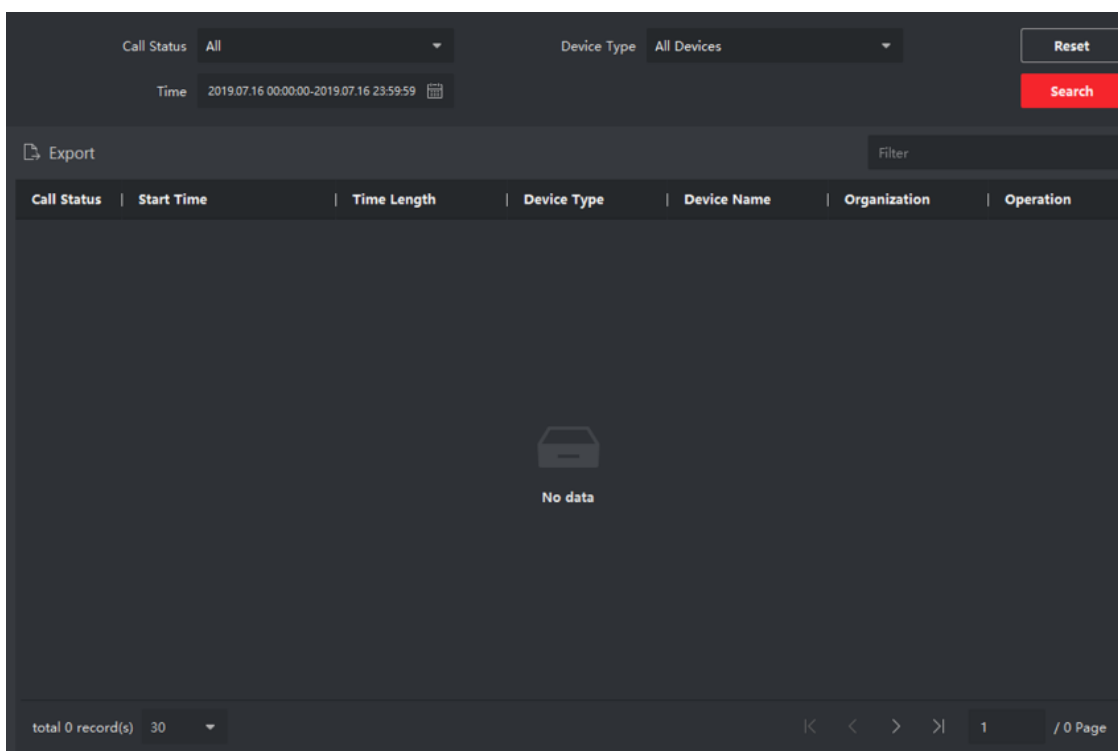 Call Status All Device Type All Devices Reset
Time 2019.07.16 00:00:00-2019.07.16 23:59:59 Search
Export Filter
Call Status | Start Time | Time Length | Device Type | Device Name | Organization | Operation
No data
total 0 record(s) 30 1 / 0 Page